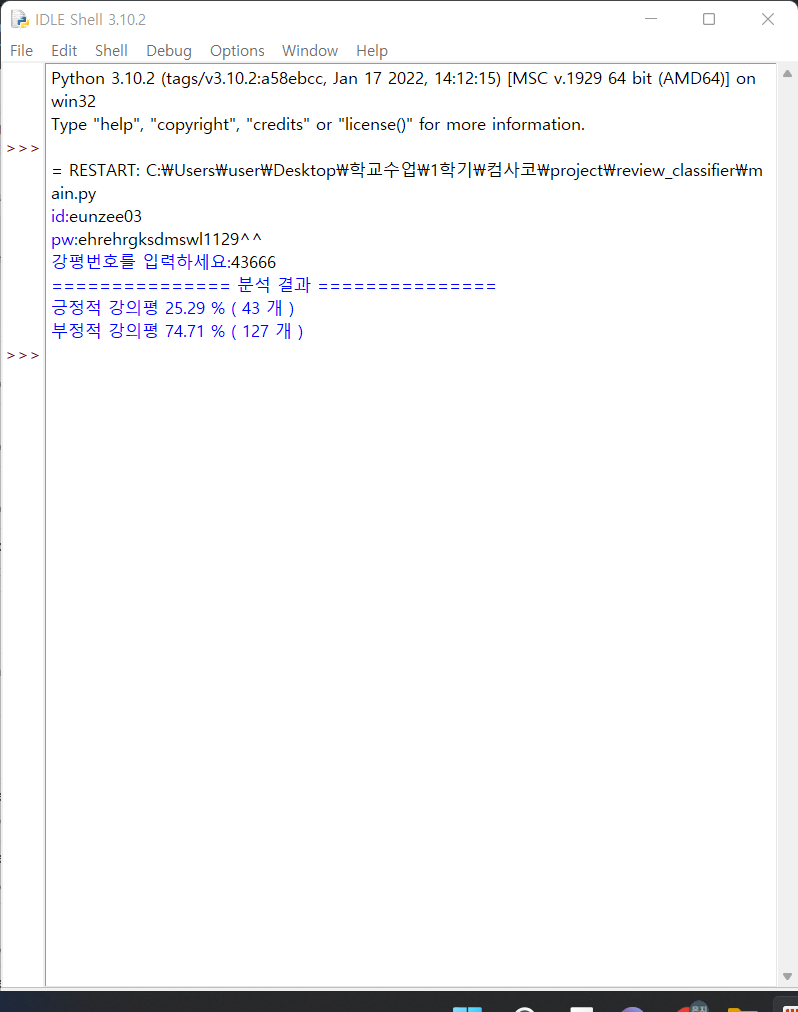 IDLE Shell 3.10.2
File Edit Shell Debug Options Window Help
Python 3.10.2 (tags/v3.10.2:a58ebcc, Jan 17 2022, 14:12:15) [MSC v.1929 64 bit (AMD64)] on
win32
Type "help", "copyright", "credits" or "license()" for more information.
>>>
= RESTART: C:₩Users₩user₩Desktop₩학교수업₩1학기₩컴사코₩project₩review_classifier₩m
ain.py
id:eunzee03
pw:ehrehrgksdmswl1129^^
강평번호를 입력하세요:43666
=============== 분석 결과 ===============
긍정적 강의평 25.29 % ( 43 개 )
부정적 강의평 74.71 % ( 127 개 )
>>>